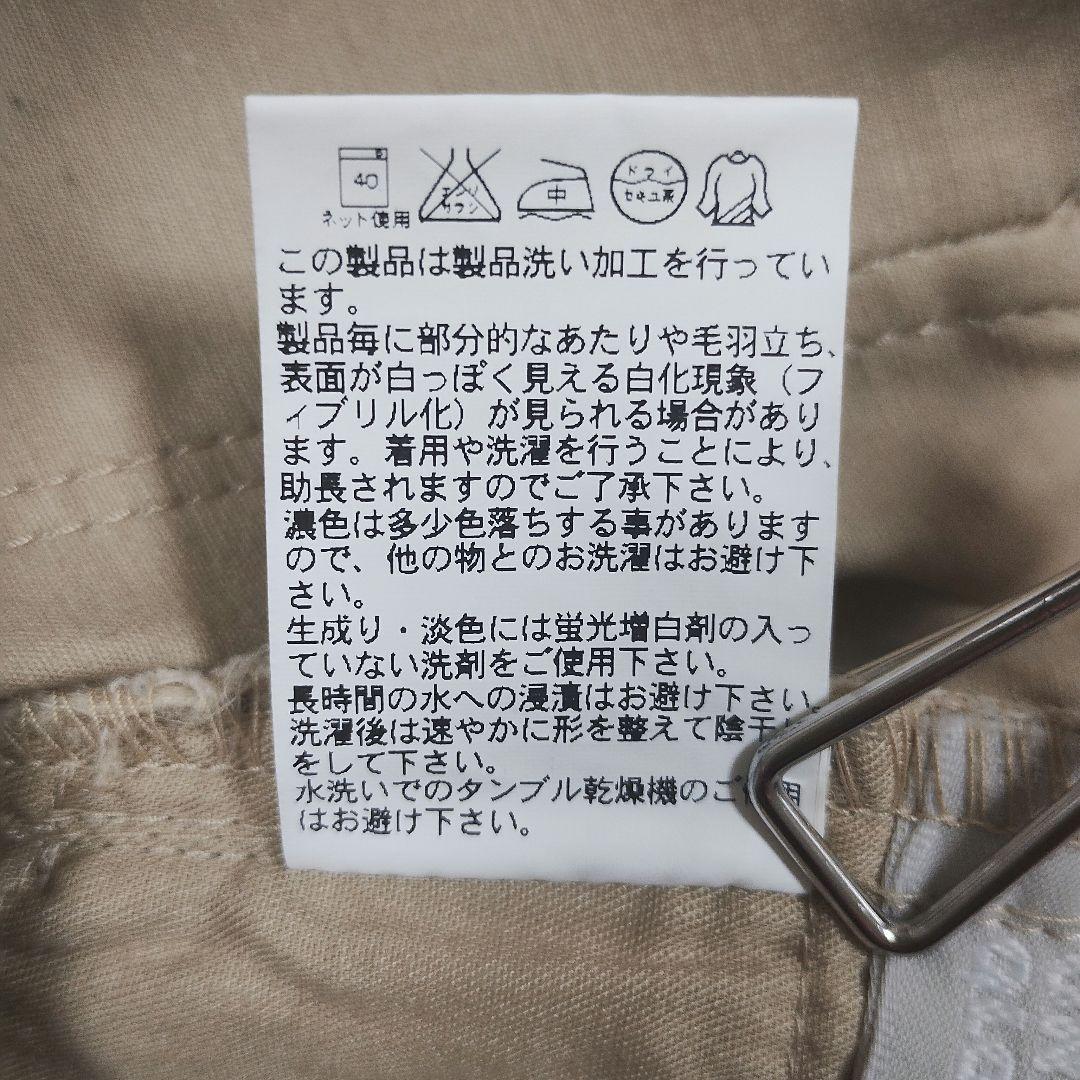 40
ネット使用
エンソ
サラシ
中
ドライ
セキユ系
この製品は製品洗い加工を行ってい
ます。
製品毎に部分的なあたりや毛羽立ち、
表面が白っぽく見える白化現象（フ
ィブリル化）が見られる場合があり
ます。着用や洗濯を行うことにより、
助長されますのでご了承下さい。
濃色は多少色落ちする事があります
ので、他の物とのお洗濯はお避け下
さい。
生成り・淡色には蛍光増白剤の入っ
ていない洗剤をご使用下さい。
長時間の水への浸漬はお避け下さい。
洗濯後は速やかに形を整えて陰干し
をして下さい。
水洗いでのタンブル乾燥機のご 用
はお避け下さい。